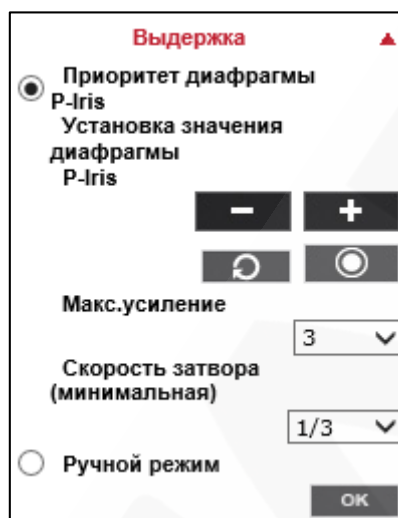 Выдержка
Приоритет диафрагмы
P-Iris
Установка значения
диафрагмы
P-Iris
Макс.усиление
3
Скорость затвора
(минимальная)
1/3
Ручной режим
OK